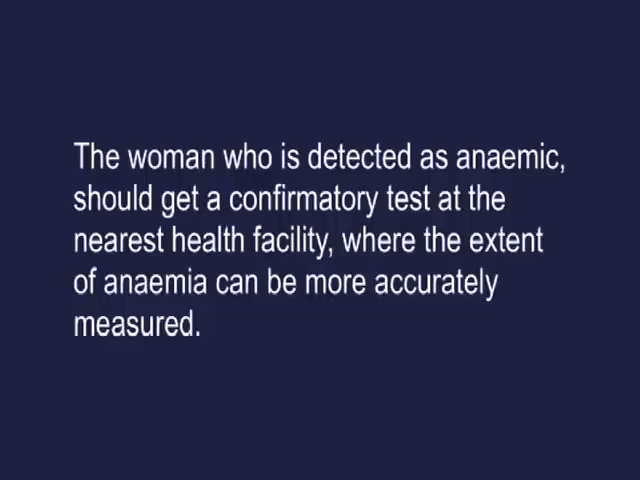 The woman who is detected as anaemic,
should get a confirmatory test at the
nearest health facility, where the extent
of anaemia can be more accurately
measured.